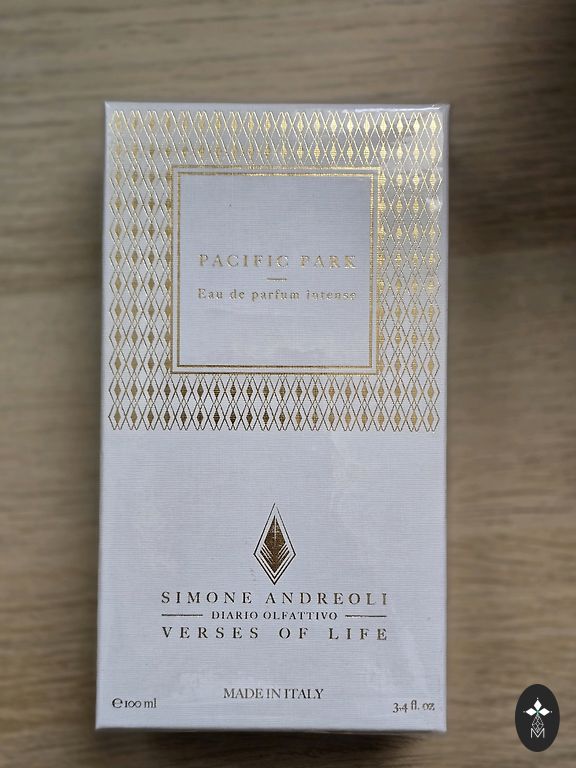 PACIFIC PARK
Eau de parfum intense
SIMONE ANDREOLI
DIARIO OLFATTIVO
VERSES OF LIFE
MADE IN ITALY
℮100 ml
3,4 fl. oz
M